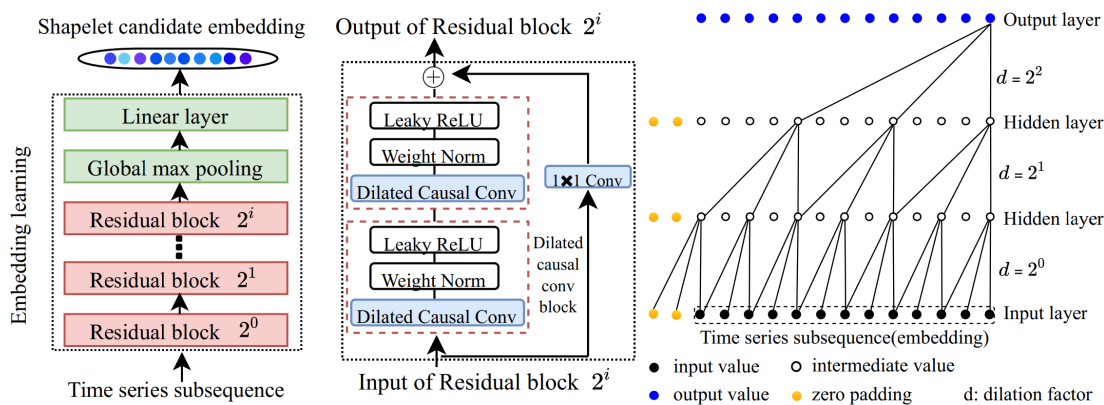 Shapelet candidate embedding
Linear layer
Global max pooling
Residual block 2^i
Residual block 2^1
Residual block 2^0
Embedding learning
Time series subsequence
Output of Residual block 2^i
Leaky ReLU
Weight Norm
Dilated Causal Conv
Leaky ReLU
Weight Norm
Dilated Causal Conv
1×1 Conv
Dilated
causal
conv
block
Input of Residual block 2^i
Output layer
d = 2^2
Hidden layer
d = 2^1
Hidden layer
d = 2^0
Input layer
Time series subsequence(embedding)
input value
intermediate value
output value
zero padding
d: dilation factor